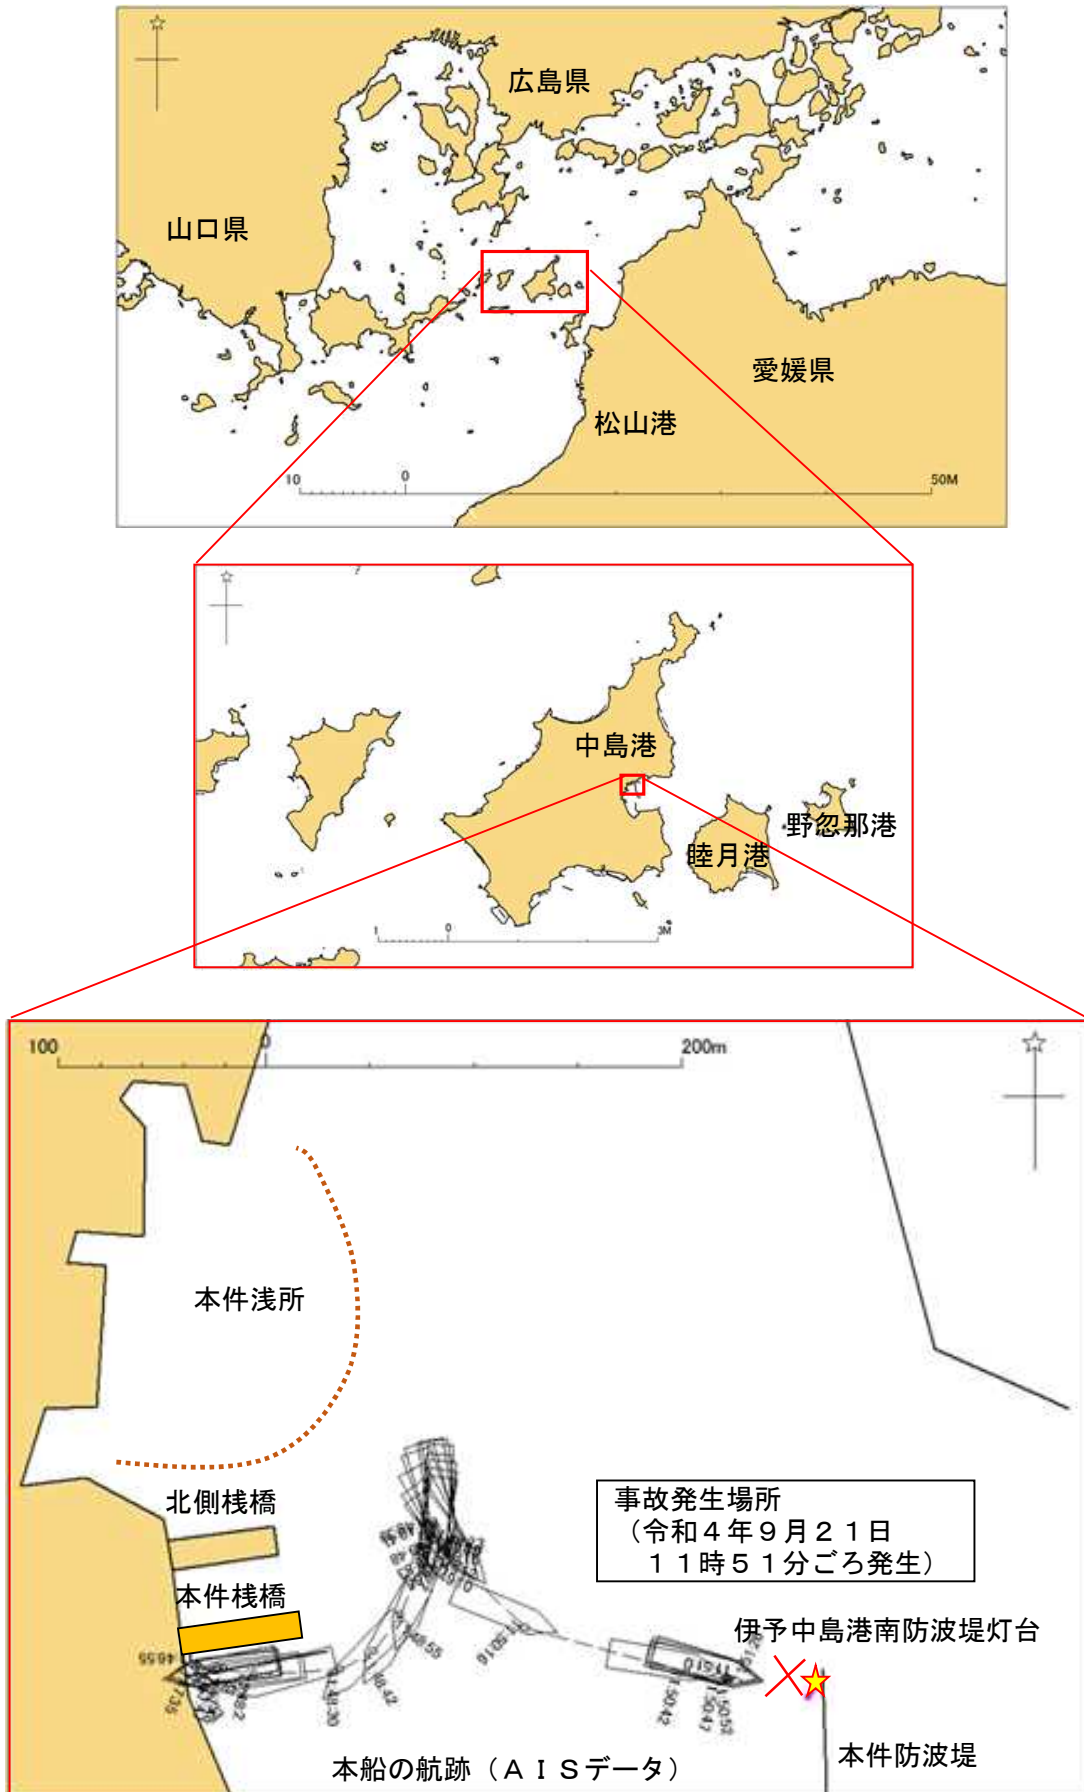 広島県
山口県
愛媛県
松山港
10 0 50M
中島港
野忽那港
睦月港
1 0 3M
100 0 200m
本件浅所
北側桟橋
事故発生場所
（令和４年９月２１日
１１時５１分ごろ発生）
本件桟橋
伊予中島港南防波堤灯台
本件防波堤
本船の航跡（ＡＩＳデータ）